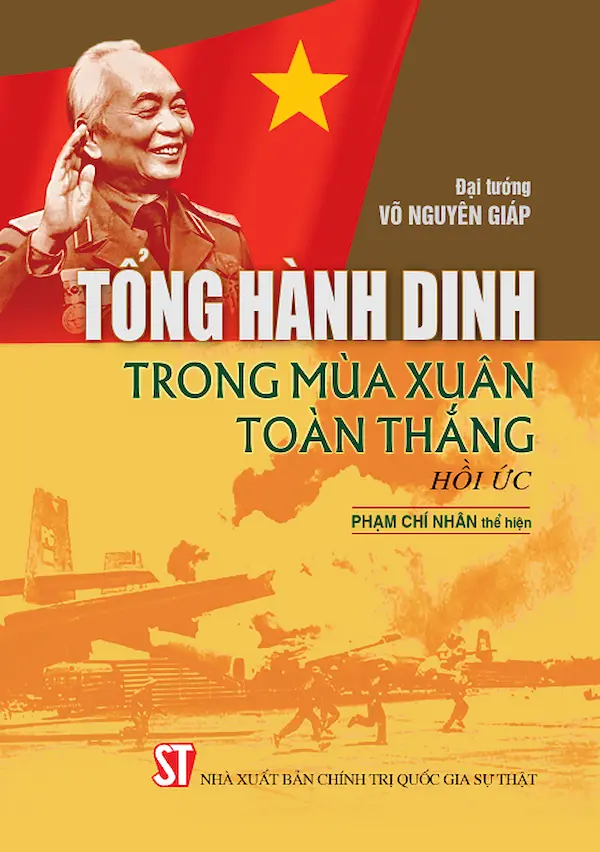 Đại tướng
VÕ NGUYÊN GIÁP
TỔNG HÀNH DINH
TRONG MÙA XUÂN
TOÀN THẮNG
HỒI ỨC
PHẠM CHÍ NHÂN thể hiện
ST NHÀ XUẤT BẢN CHÍNH TRỊ QUỐC GIA SỰ THẬT